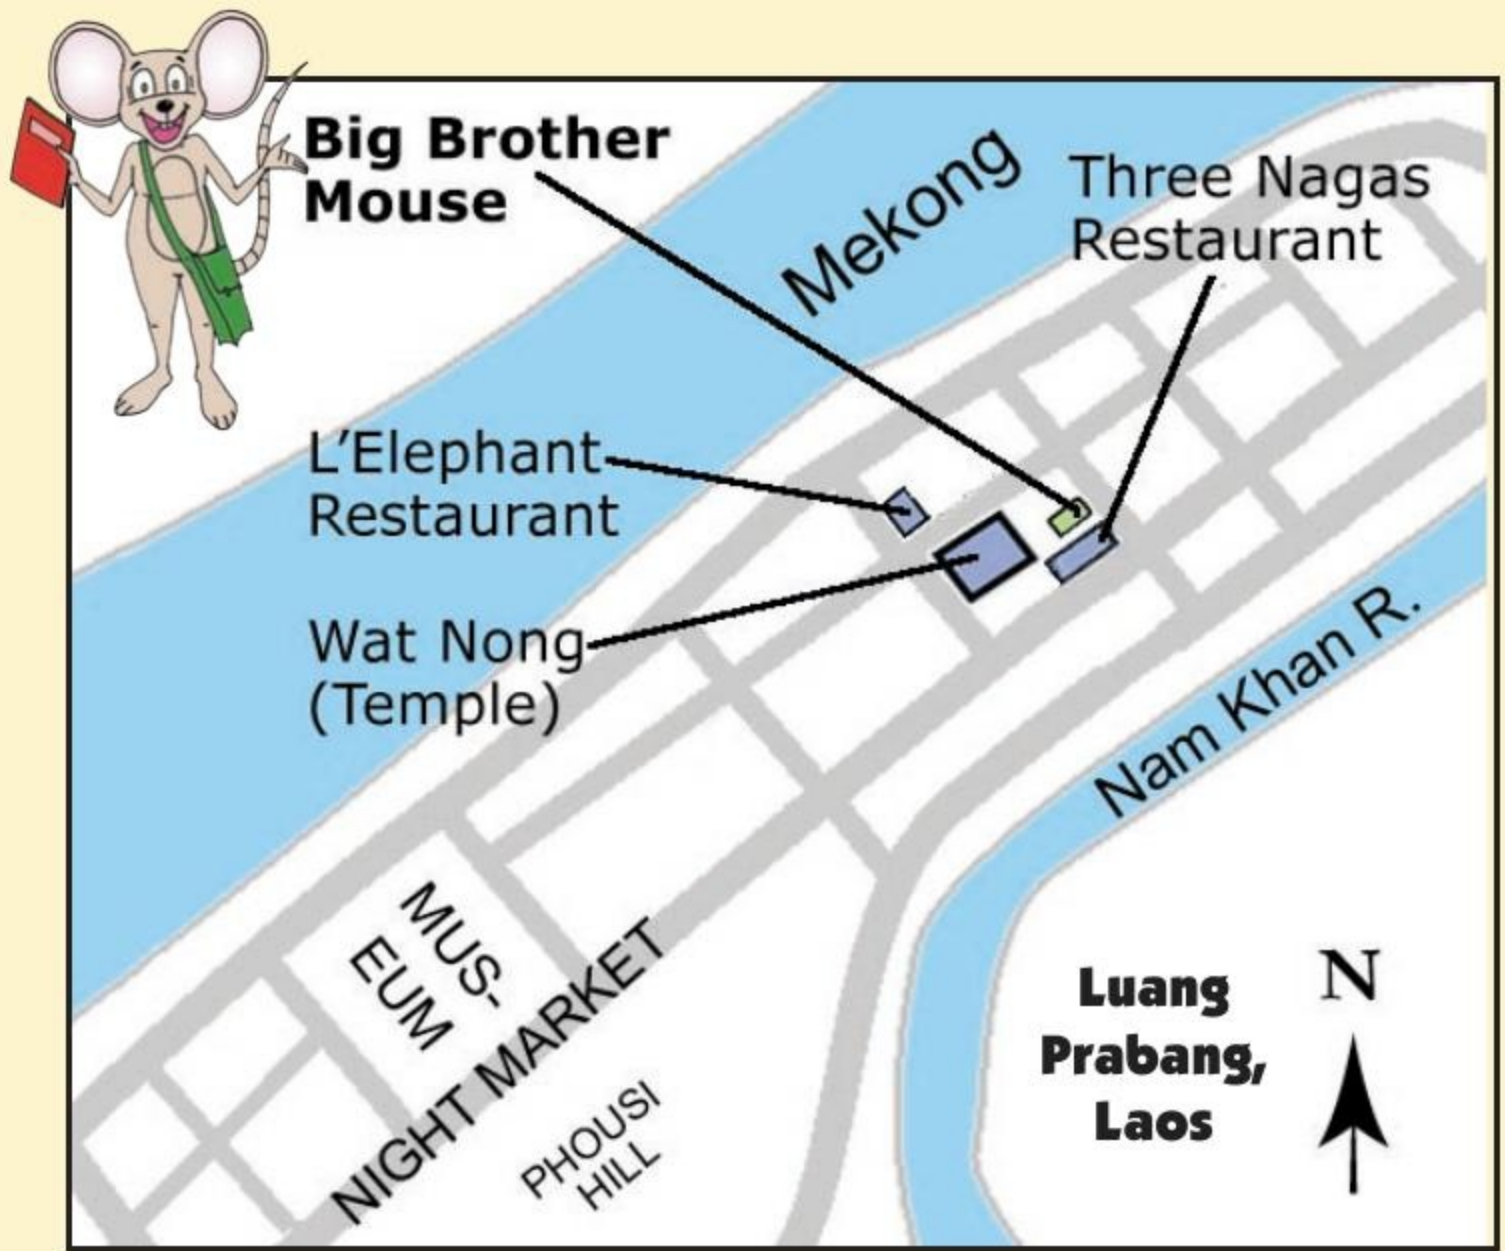 Big Brother
Mouse
Mekong
Three Nagas
Restaurant
L'Elephant
Restaurant
Wat Nong
(Temple)
Nam Khan R.
MUS-
EUM
NIGHT MARKET
PHOUSI
HILL
Luang
Prabang,
Laos
N